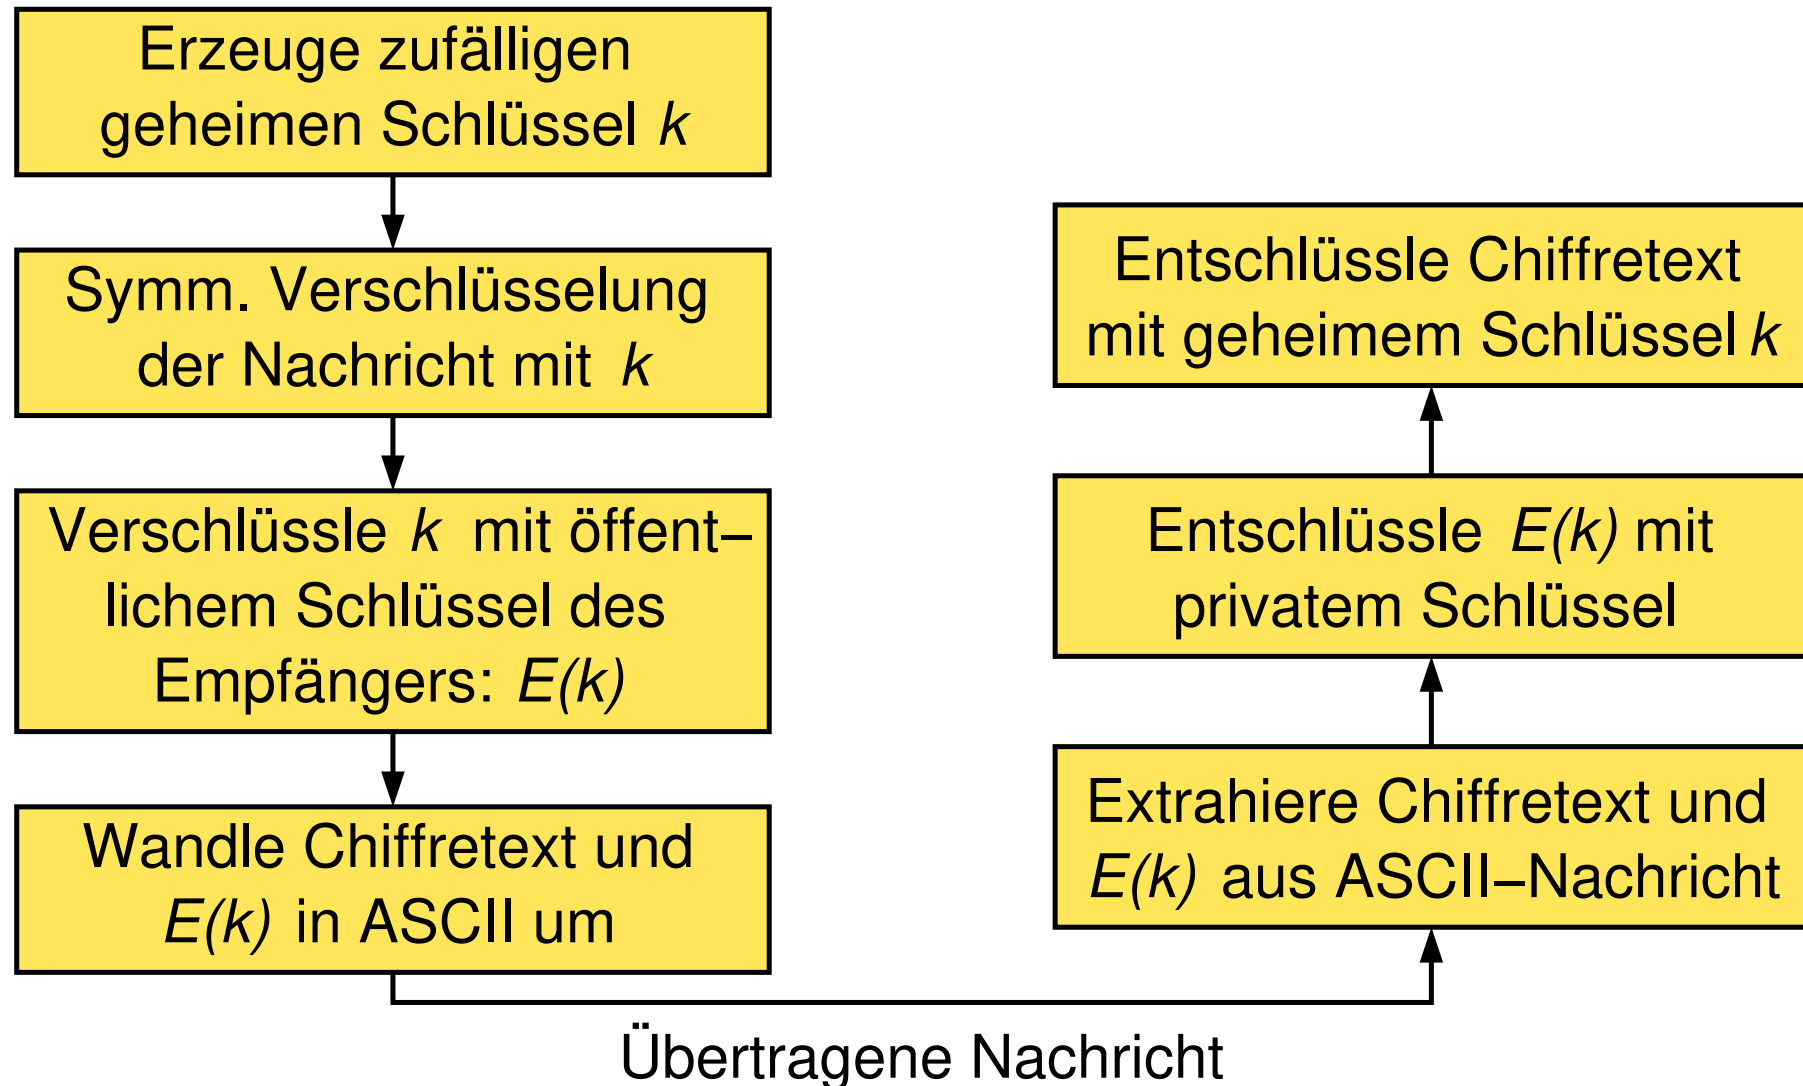 Erzeuge zufälligen
geheimen Schlüssel k
Symm. Verschlüsselung
der Nachricht mit k
Verschlüssle k mit öffent–
lichem Schlüssel des
Empfängers: E(k)
Wandle Chiffretext und
E(k) in ASCII um
Übertragene Nachricht
Extrahiere Chiffretext und
E(k) aus ASCII–Nachricht
Entschlüssle E(k) mit
privatem Schlüssel
Entschlüssle Chiffretext
mit geheimem Schlüssel k